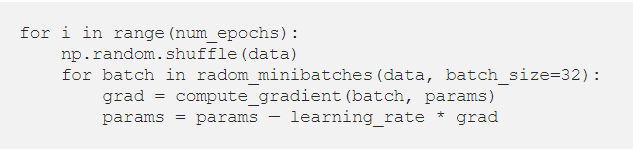 for i in range(num_epochs):
    np.random.shuffle(data)
    for batch in radom_minibatches(data, batch_size=32):
        grad = compute_gradient(batch, params)
        params = params — learning_rate * grad